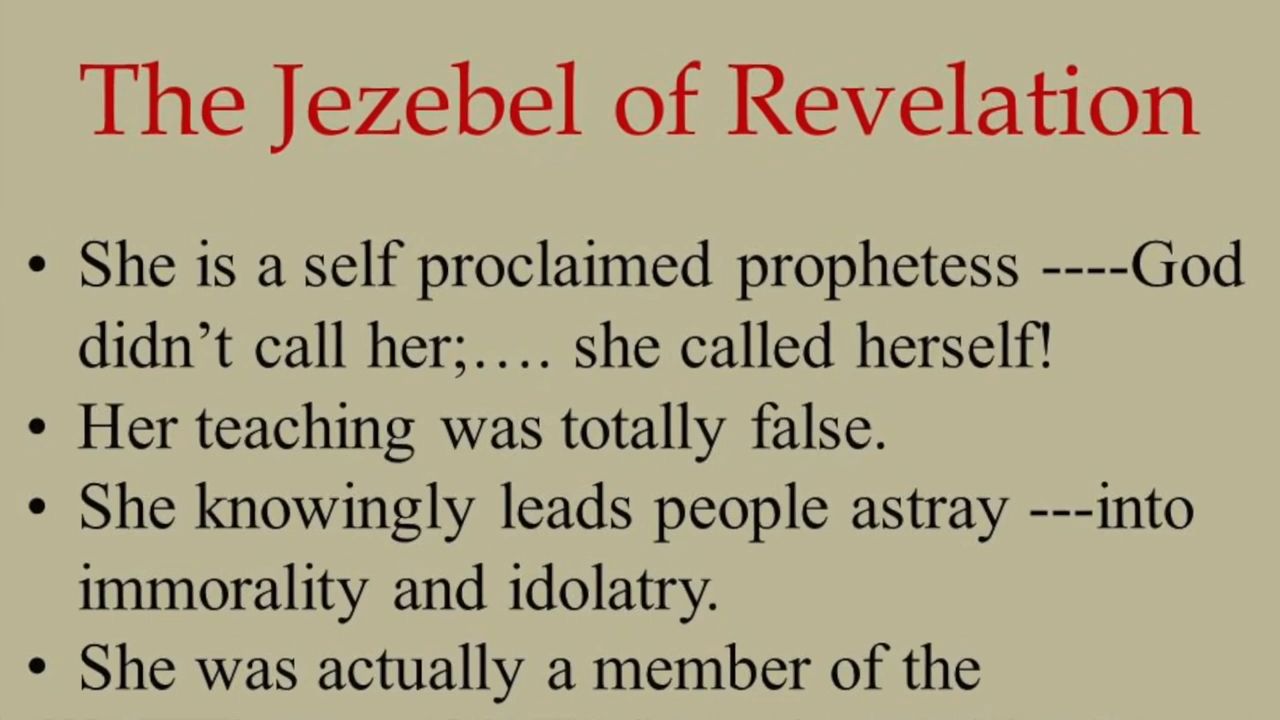 The Jezebel of Revelation
• She is a self proclaimed prophetess ----God
didn’t call her;…. she called herself!
• Her teaching was totally false.
• She knowingly leads people astray ---into
immorality and idolatry.
• She was actually a member of the